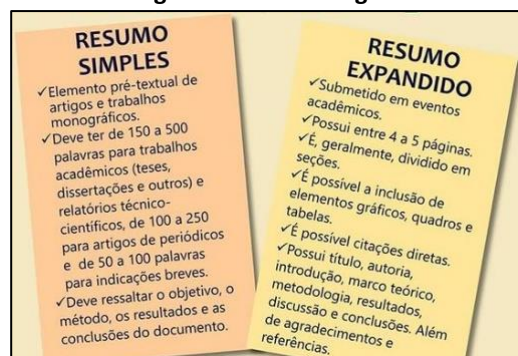 RESUMO
SIMPLES
✓Elemento pré-textual de
artigos e trabalhos
monográficos.
✓Deve ter de 150 a 500
palavras para trabalhos
acadêmicos (teses,
dissertações e outros) e
relatórios técnico-
científicos, de 100 a 250
para artigos de periódicos
e de 50 a 100 palavras
para indicações breves.
✓Deve ressaltar o objetivo, o
método, os resultados e as
conclusões do documento.
RESUMO
EXPANDIDO
✓Submetido em eventos
acadêmicos.
✓Possui entre 4 a 5 páginas.
✓É, geralmente, dividido em
seções.
✓É possível a inclusão de
elementos gráficos, quadros e
tabelas.
✓É possível citações diretas.
✓Possui título, autoria,
introdução, marco teórico,
metodologia, resultados,
discussão e conclusões. Além
de agradecimentos e
referências.